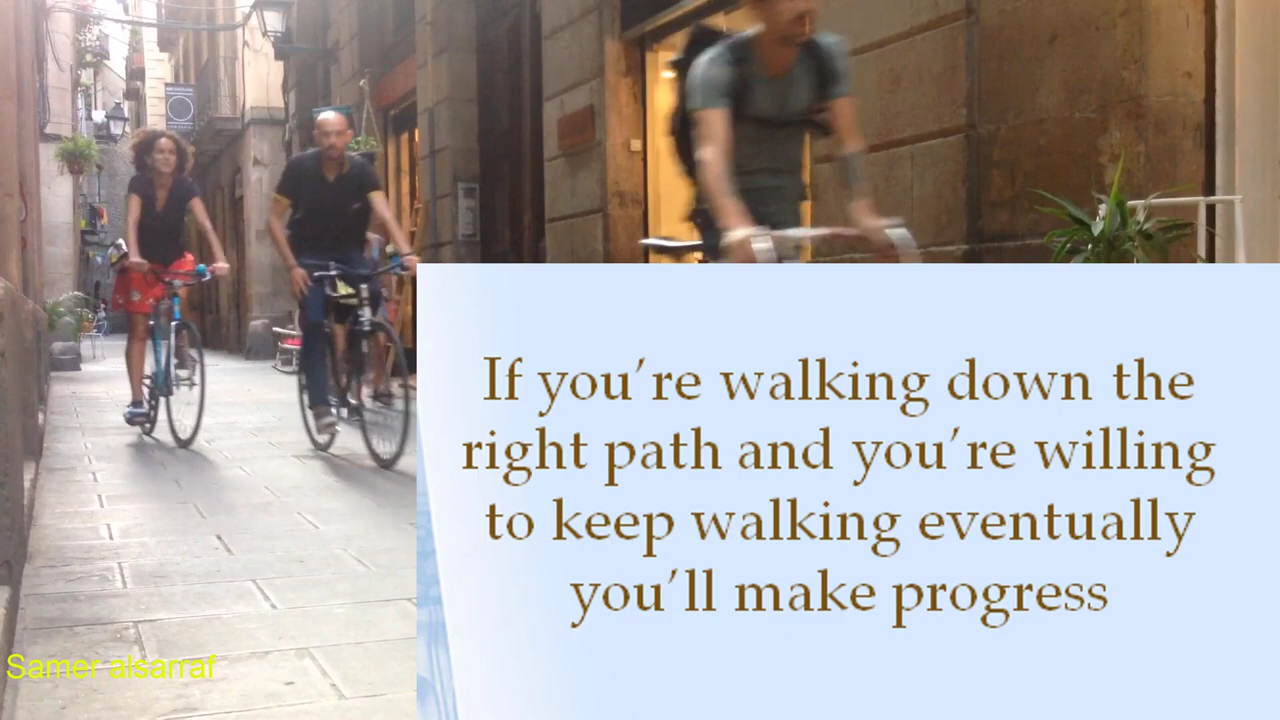 If you’re walking down the
right path and you’re willing
to keep walking eventually
you’ll make progress
Samer alsarraf